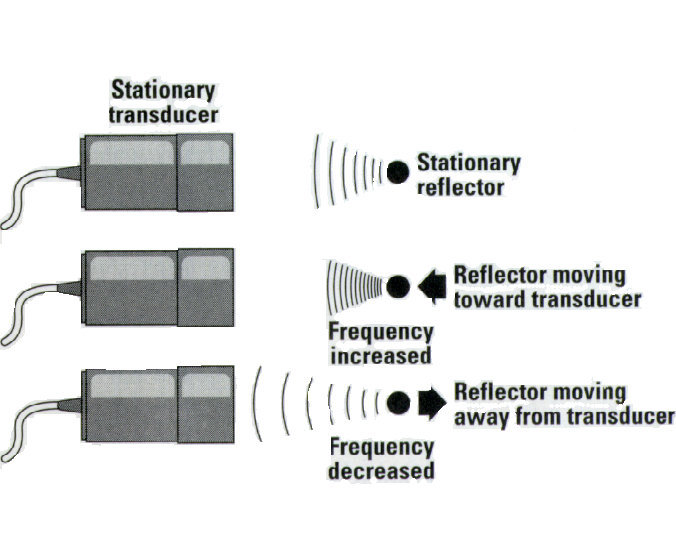 Stationary
transducer
Stationary
reflector
Reflector moving
toward transducer
Frequency
increased
Reflector moving
away from transducer
Frequency
decreased